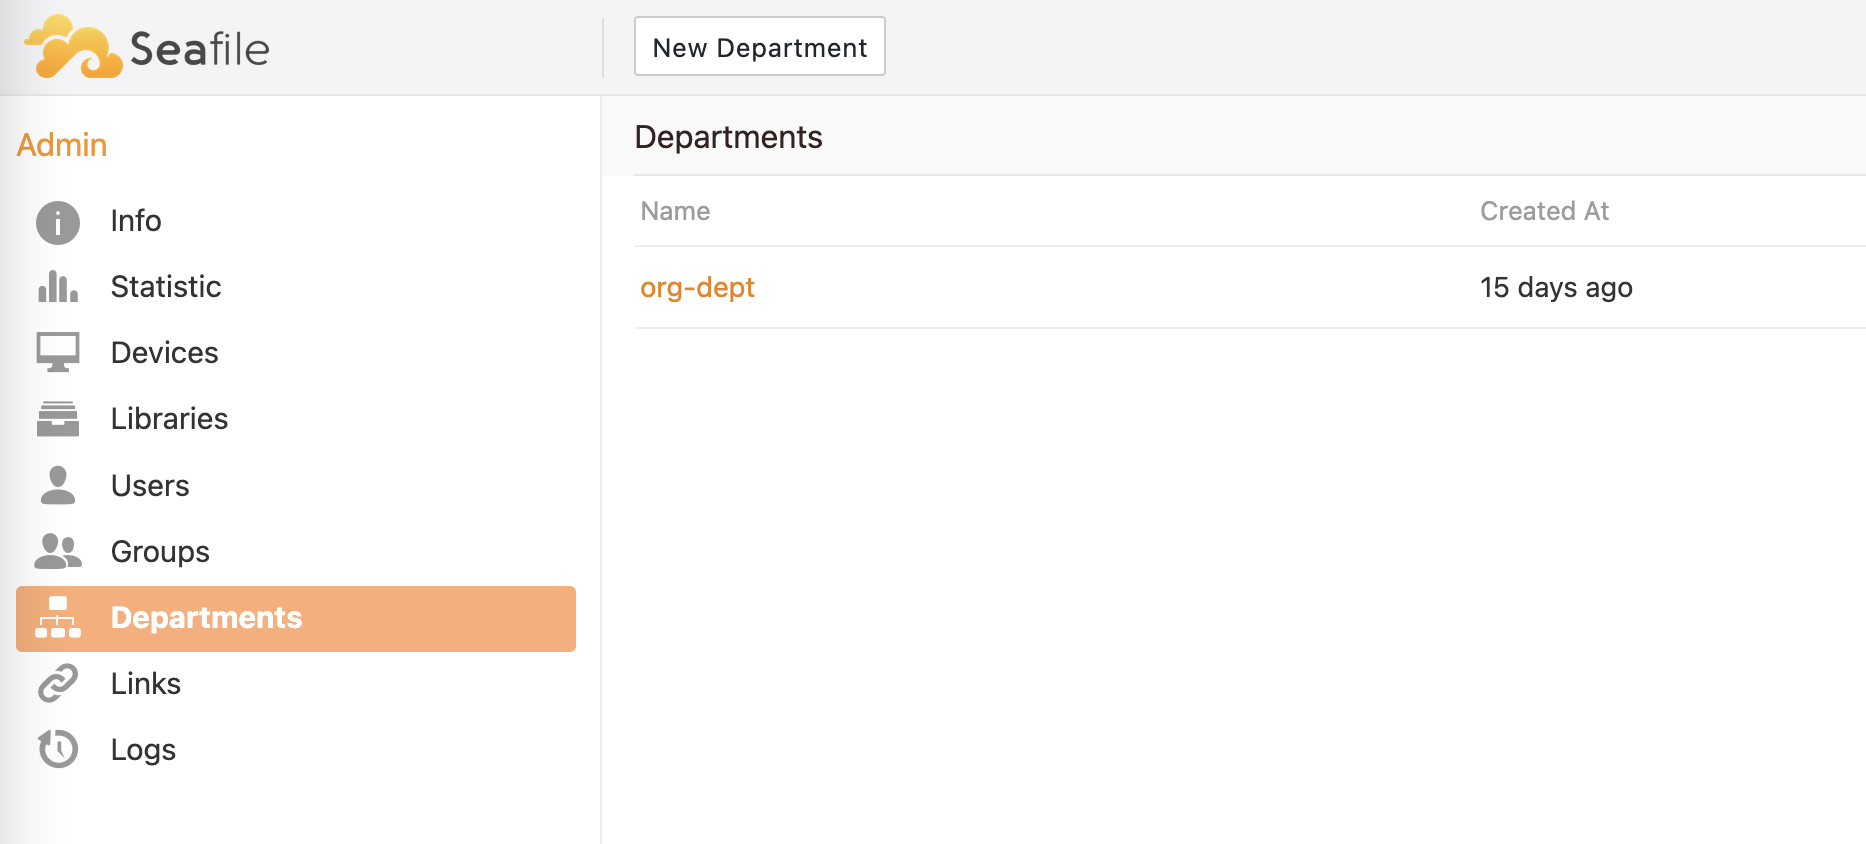 Seafile
New Department
Admin
Info
Statistic
Devices
Libraries
Users
Groups
Departments
Links
Logs
Departments
Name Created At
org-dept 15 days ago